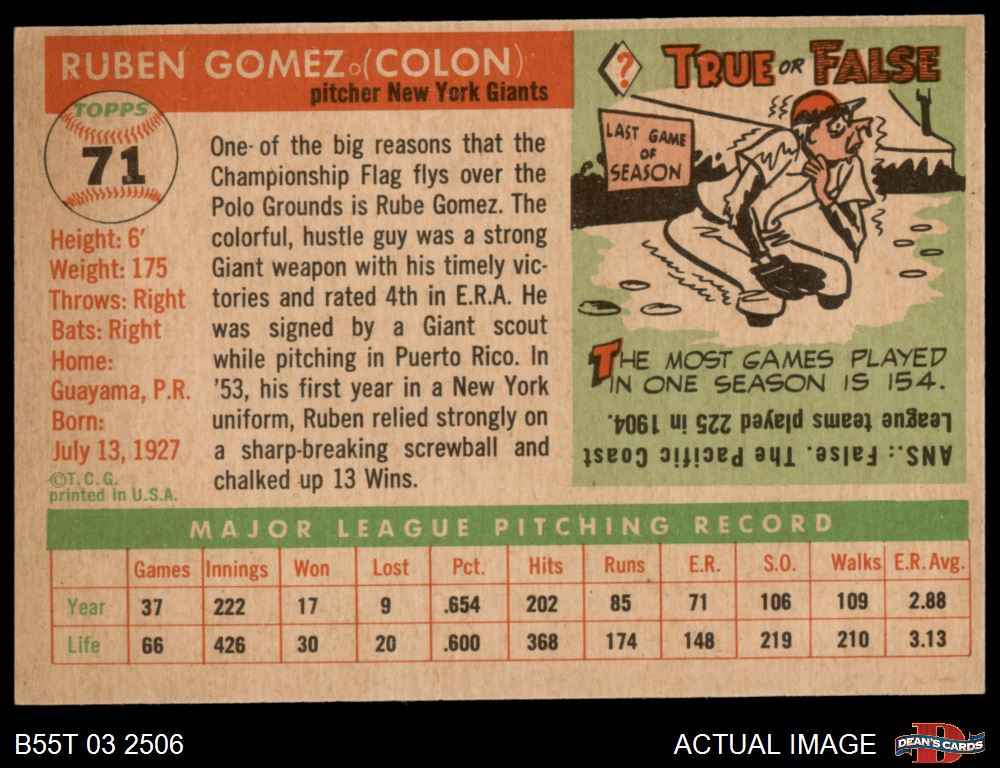 RUBEN GOMEZ (COLON)
pitcher New York Giants
TOPPS
71
Height: 6′
Weight: 175
Throws: Right
Bats: Right
Home:
Guayama, P.R.
Born:
July 13, 1927
©T. C. G.
printed in U.S.A.
One of the big reasons that the
Championship Flag flys over the
Polo Grounds is Rube Gomez. The
colorful, hustle guy was a strong
Giant weapon with his timely vic-
tories and rated 4th in E.R.A. He
was signed by a Giant scout
while pitching in Puerto Rico. In
'53, his first year in a New York
uniform, Ruben relied strongly on
a sharp-breaking screwball and
chalked up 13 Wins.
?
TRUE OR FALSE
LAST GAME
OF
SEASON
THE MOST GAMES PLAYED
IN ONE SEASON IS 154.
ANS.: False. The Pacific Coast
League teams played 225 in 1904.
MAJOR LEAGUE PITCHING RECORD
Games Innings Won Lost Pct. Hits Runs E.R. S.O. Walks E.R. Avg.
Year 37 222 17 9 .654 202 85 71 106 109 2.88
Life 66 426 30 20 .600 368 174 148 219 210 3.13
B55T 03 2506
ACTUAL IMAGE
D
DEAN'S CARDS